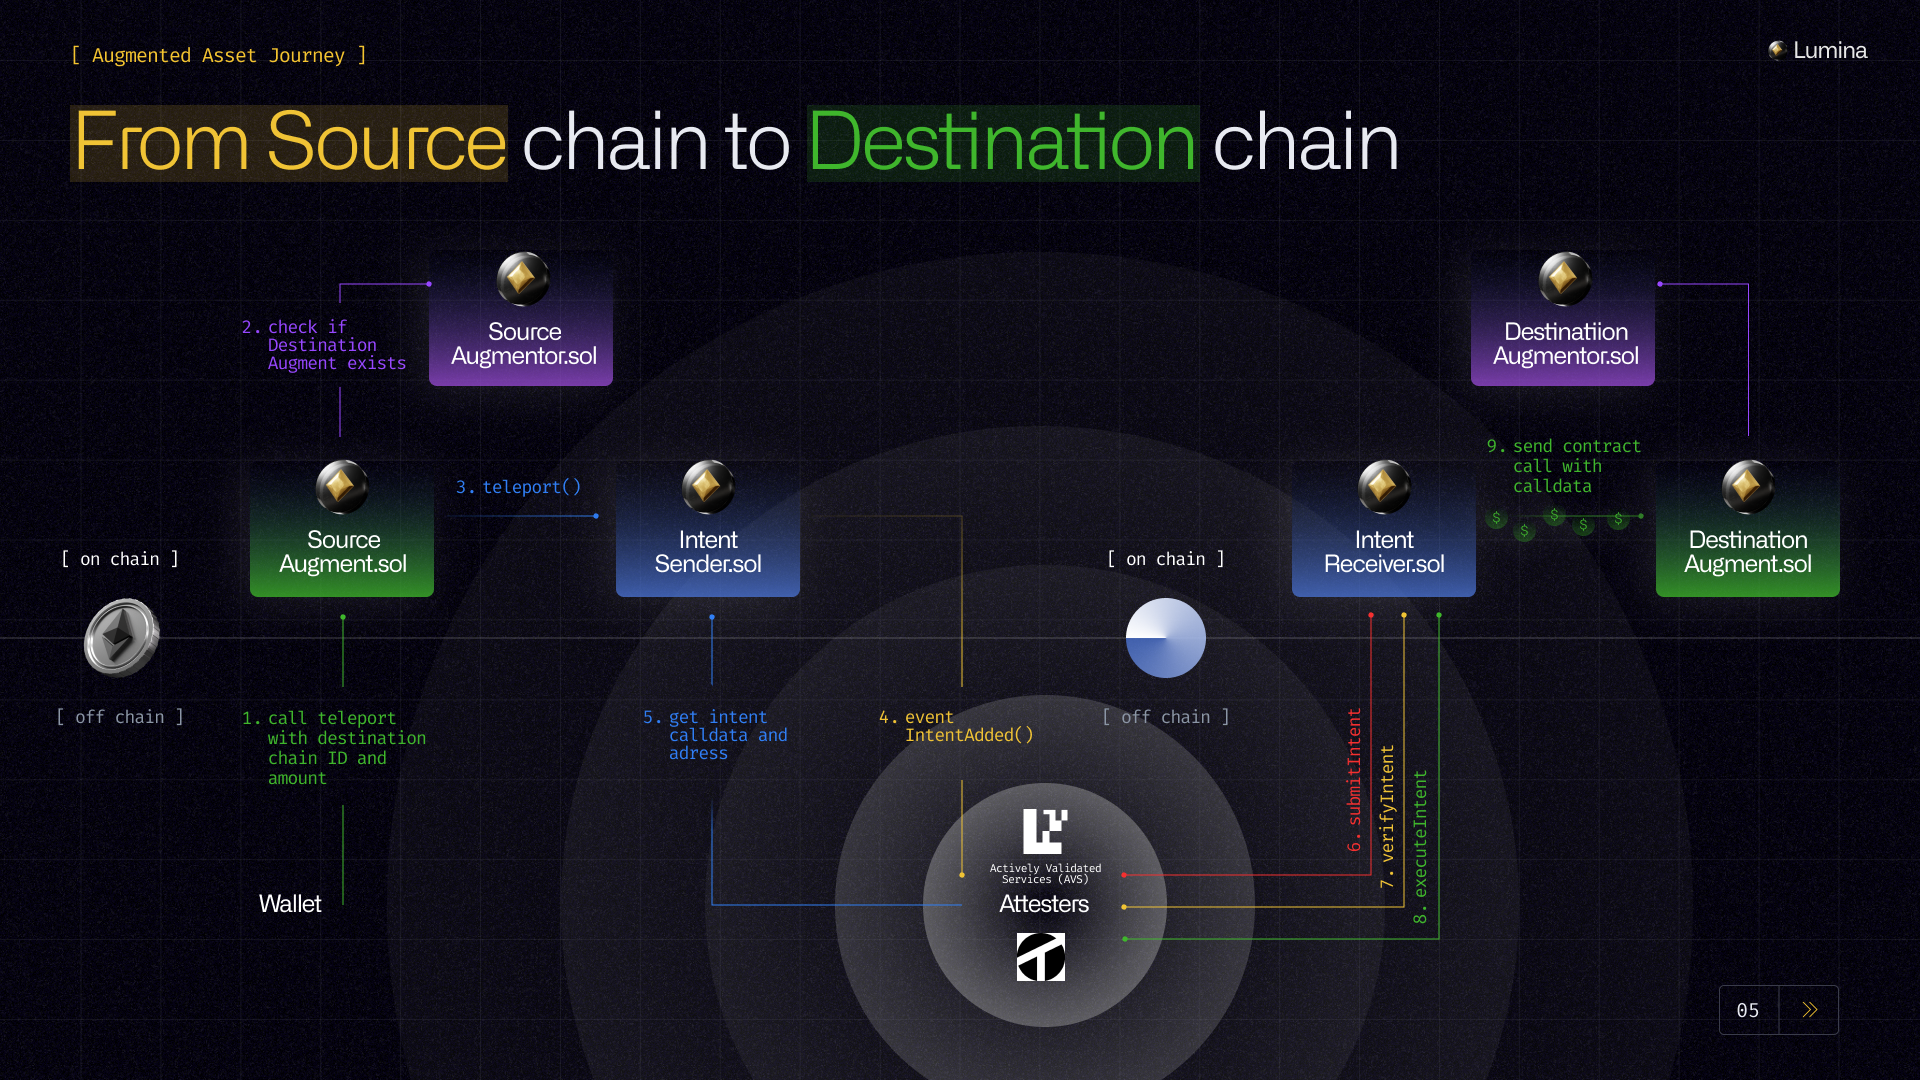 [ Augmented Asset Journey ]
Lumina
From Source chain to Destination chain
Source
Augmentor.sol
Destinatiion
Augmentor.sol
2. check if
Destination
Augment exists
9. send contract
call with
calldata
3. teleport()
Source
Augment.sol
Intent
Sender.sol
Intent
Receiver.sol
Destination
Augment.sol
$ $ $ $ $
[ on chain ]
[ on chain ]
[ off chain ]
[ off chain ]
1. call teleport
with destination
chain ID and
amount
5. get intent
calldata and
adress
4. event
IntentAdded()
6. submitIntent
7. verifyIntent
8. executeIntent
Actively Validated
Services (AVS)
Wallet
Attesters
05